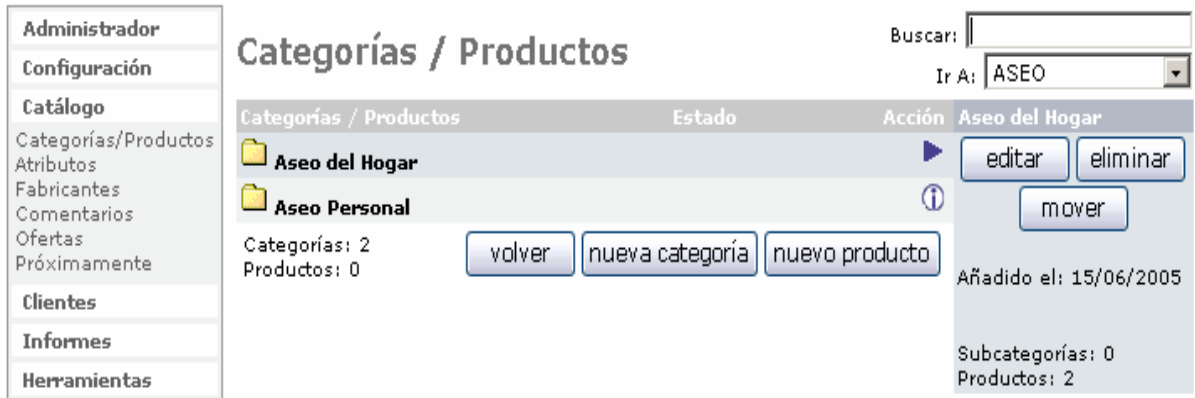 Administrador
Configuración
Catálogo
Categorías/Productos
Atributos
Fabricantes
Comentarios
Ofertas
Próximamente
Clientes
Informes
Herramientas
Categorías / Productos
Buscar:
Ir A: ASEO
Categorías / Productos Estado Acción
Aseo del Hogar
Aseo Personal
Categorías: 2
Productos: 0
volver nueva categoría nuevo producto
Aseo del Hogar
editar eliminar
mover
Añadido el: 15/06/2005
Subcategorías: 0
Productos: 2